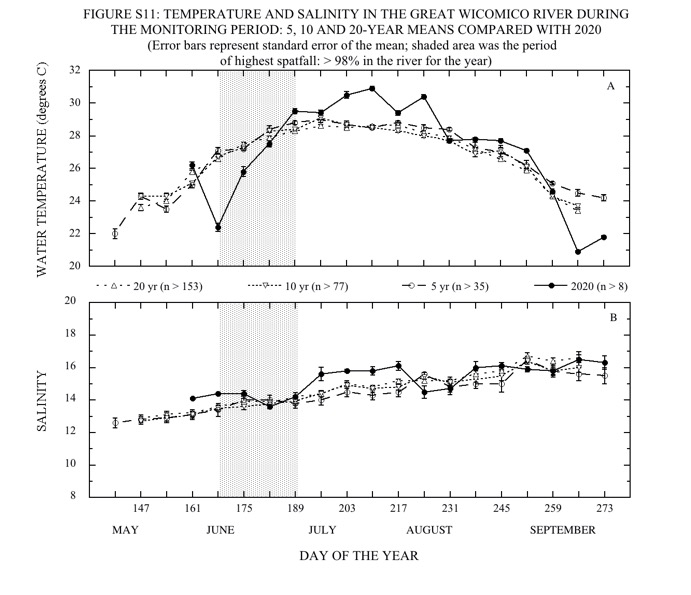 FIGURE S11: TEMPERATURE AND SALINITY IN THE GREAT WICOMICO RIVER DURING
THE MONITORING PERIOD: 5, 10 AND 20-YEAR MEANS COMPARED WITH 2020
(Error bars represent standard error of the mean; shaded area was the period
of highest spatfall: > 98% in the river for the year)
WATER TEMPERATURE (degrees C)
32
30
28
26
24
22
20
A
20 yr (n > 153) 10 yr (n > 77) 5 yr (n > 35) 2020 (n > 8)
SALINITY
20
18
16
14
12
10
8
B
147 161 175 189 203 217 231 245 259 273
MAY JUNE JULY AUGUST SEPTEMBER
DAY OF THE YEAR